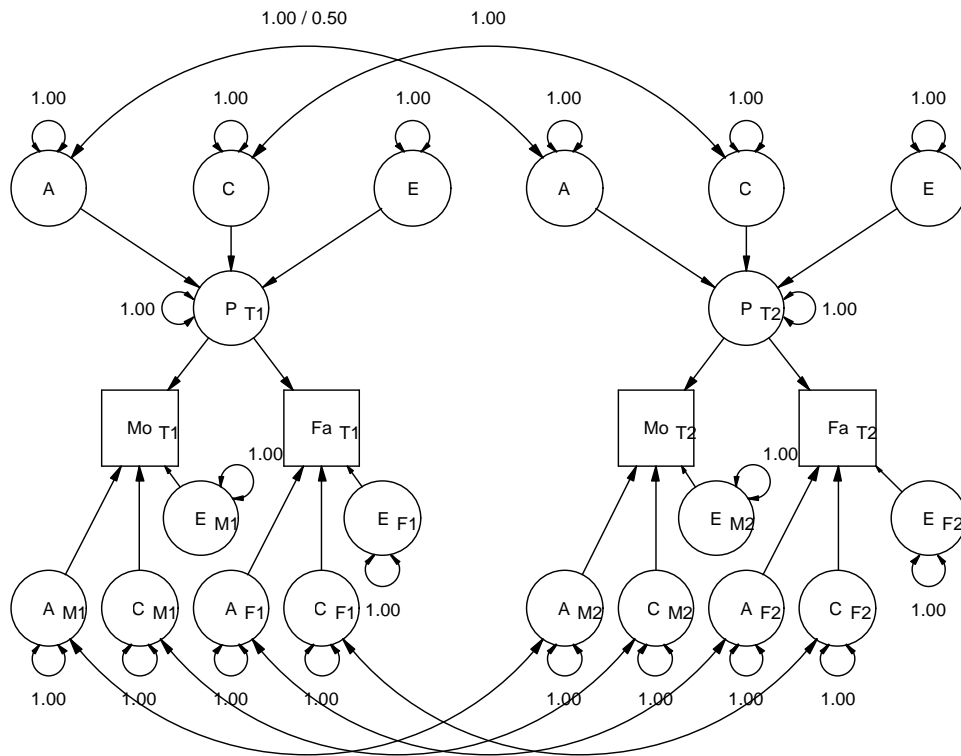 1.00 / 0.50 1.00
1.00 1.00 1.00 1.00 1.00 1.00
A C E A C E
1.00 P T1 P T2 1.00
Mo T1 Fa T1 Mo T2 Fa T2
1.00 1.00
E M1 E F1 E M2 E F2
A M1 C M1 A F1 C F1 1.00 A M2 C M2 A F2 C F2 1.00
1.00 1.00 1.00 1.00 1.00 1.00 1.00 1.00